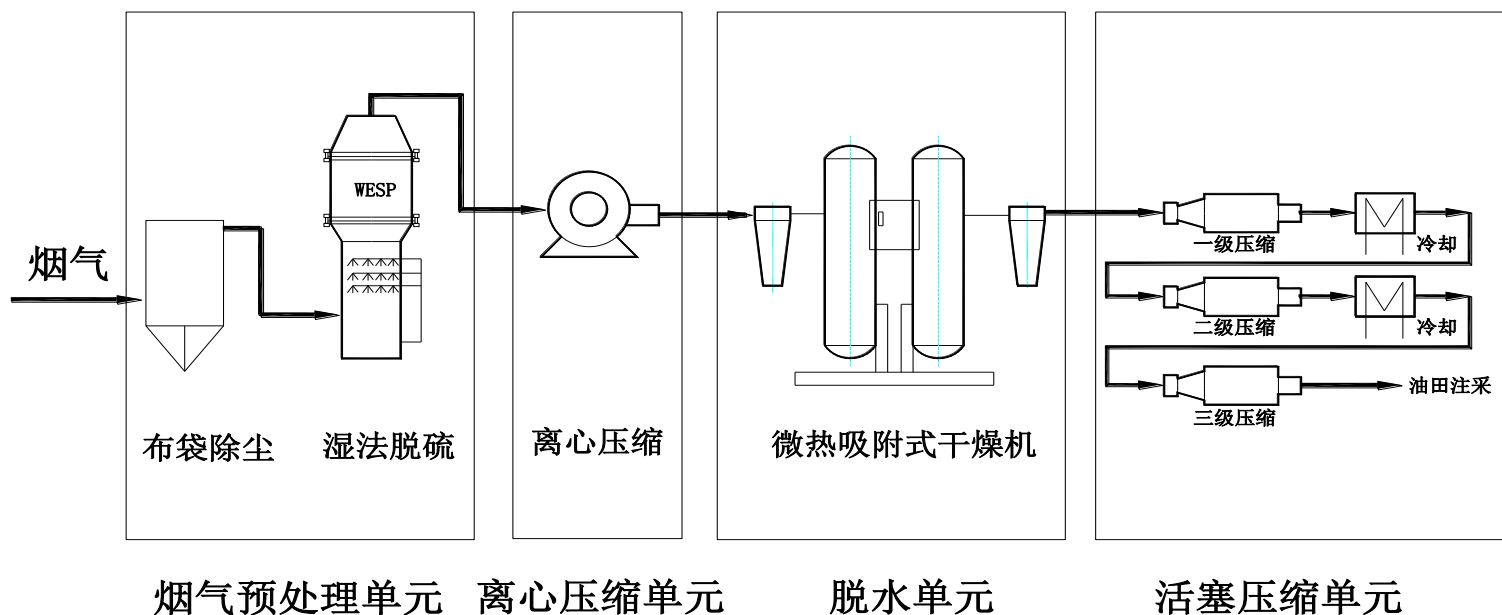 烟气
WESP
布袋除尘
湿法脱硫
离心压缩
微热吸附式干燥机
一级压缩
冷却
二级压缩
冷却
三级压缩
油田注采
烟气预处理单元
离心压缩单元
脱水单元
活塞压缩单元